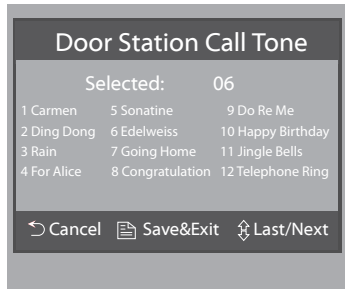 Door Station Call Tone
Selected: 06
1 Carmen 5 Sonatine 9 Do Re Me
2 Ding Dong 6 Edelweiss 10 Happy Birthday
3 Rain 7 Going Home 11 Jingle Bells
4 For Alice 8 Congratulation 12 Telephone Ring
Cancel Save&Exit Last/Next